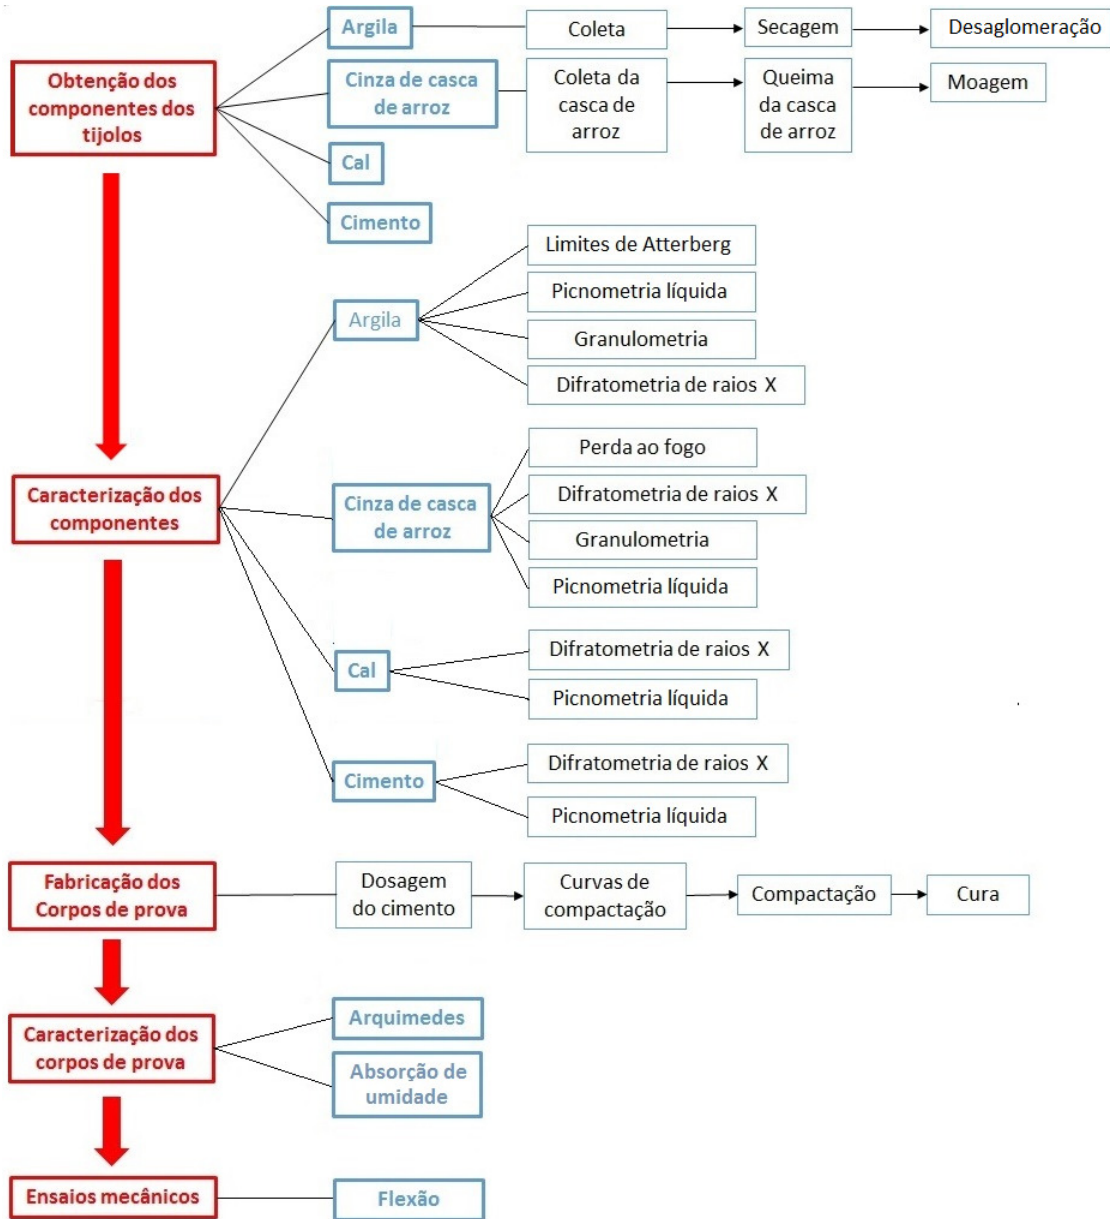 Argila
Coleta
Secagem
Desaglomeração
Obtenção dos
componentes dos
tijolos
Cinza de casca
de arroz
Coleta da
casca de
arroz
Queima
da casca
de arroz
Moagem
Cal
Cimento
Limites de Atterberg
Picnometria líquida
Argila
Granulometria
Difratometria de raios X
Caracterização dos
componentes
Perda ao fogo
Cinza de casca
de arroz
Difratometria de raios X
Granulometria
Picnometria líquida
Cal
Difratometria de raios X
Picnometria líquida
Cimento
Difratometria de raios X
Picnometria líquida
Fabricação dos
Corpos de prova
Dosagem
do cimento
Curvas de
compactação
Compactação
Cura
Caracterização dos
corpos de prova
Arquimedes
Absorção de
umidade
Ensaios mecânicos
Flexão